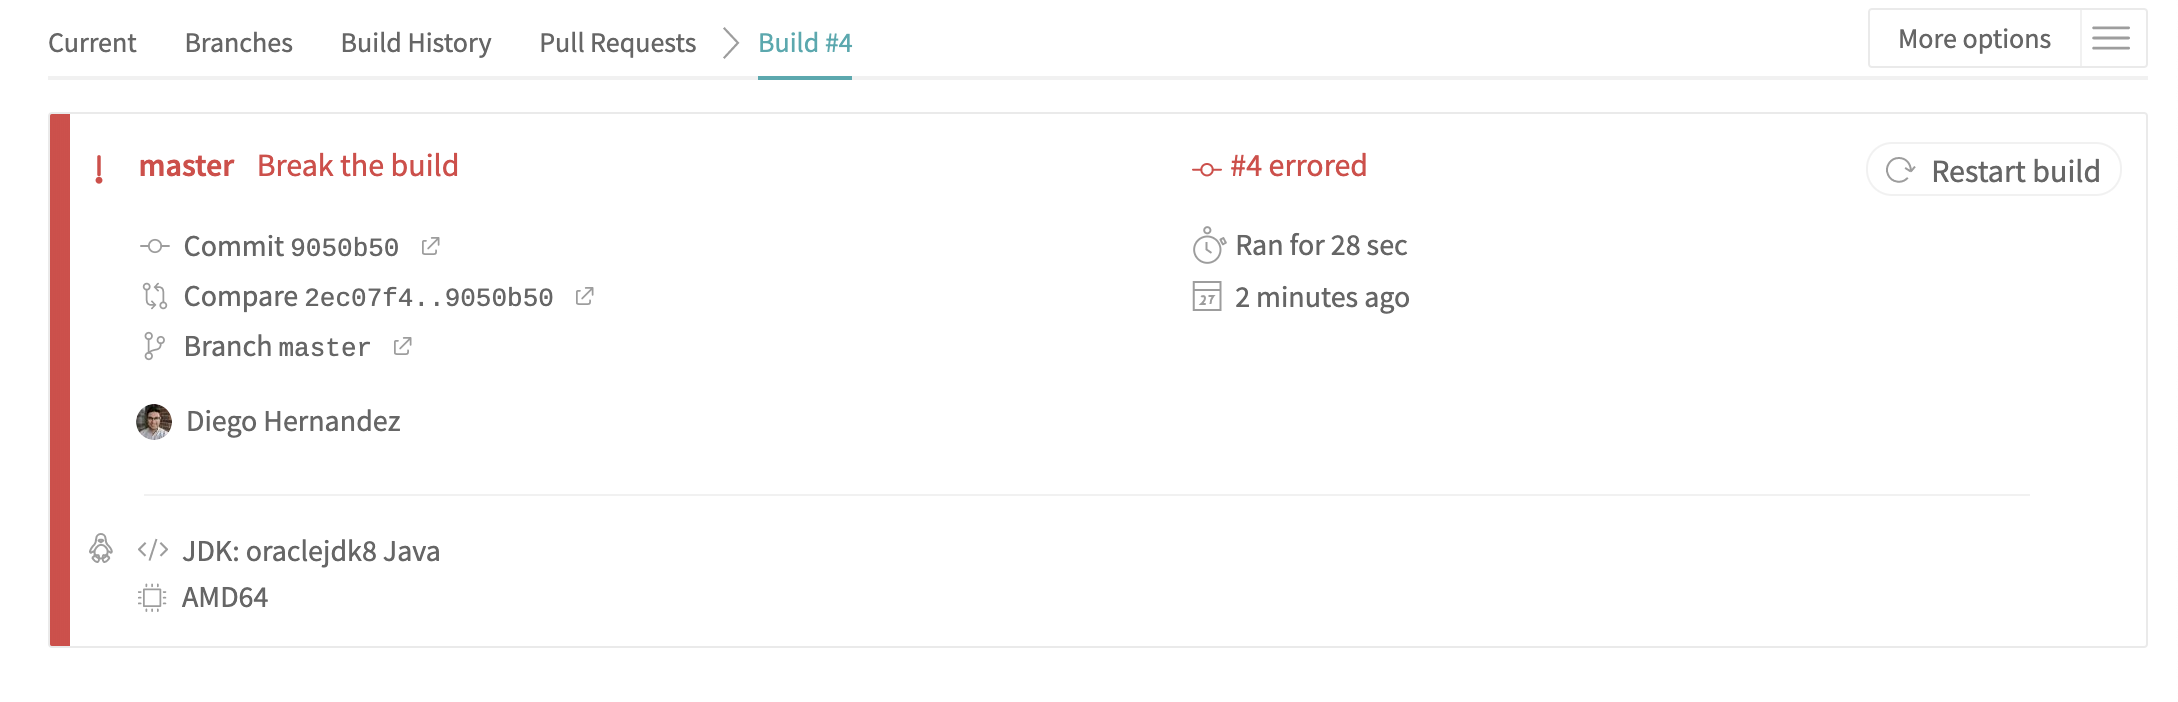 Current Branches Build History Pull Requests Build #4 More options
master Break the build #4 errored Restart build
Commit 9050b50 Ran for 28 sec
Compare 2ec07f4..9050b50 27 2 minutes ago
Branch master
Diego Hernandez
</> JDK: oraclejdk8 Java
AMD64